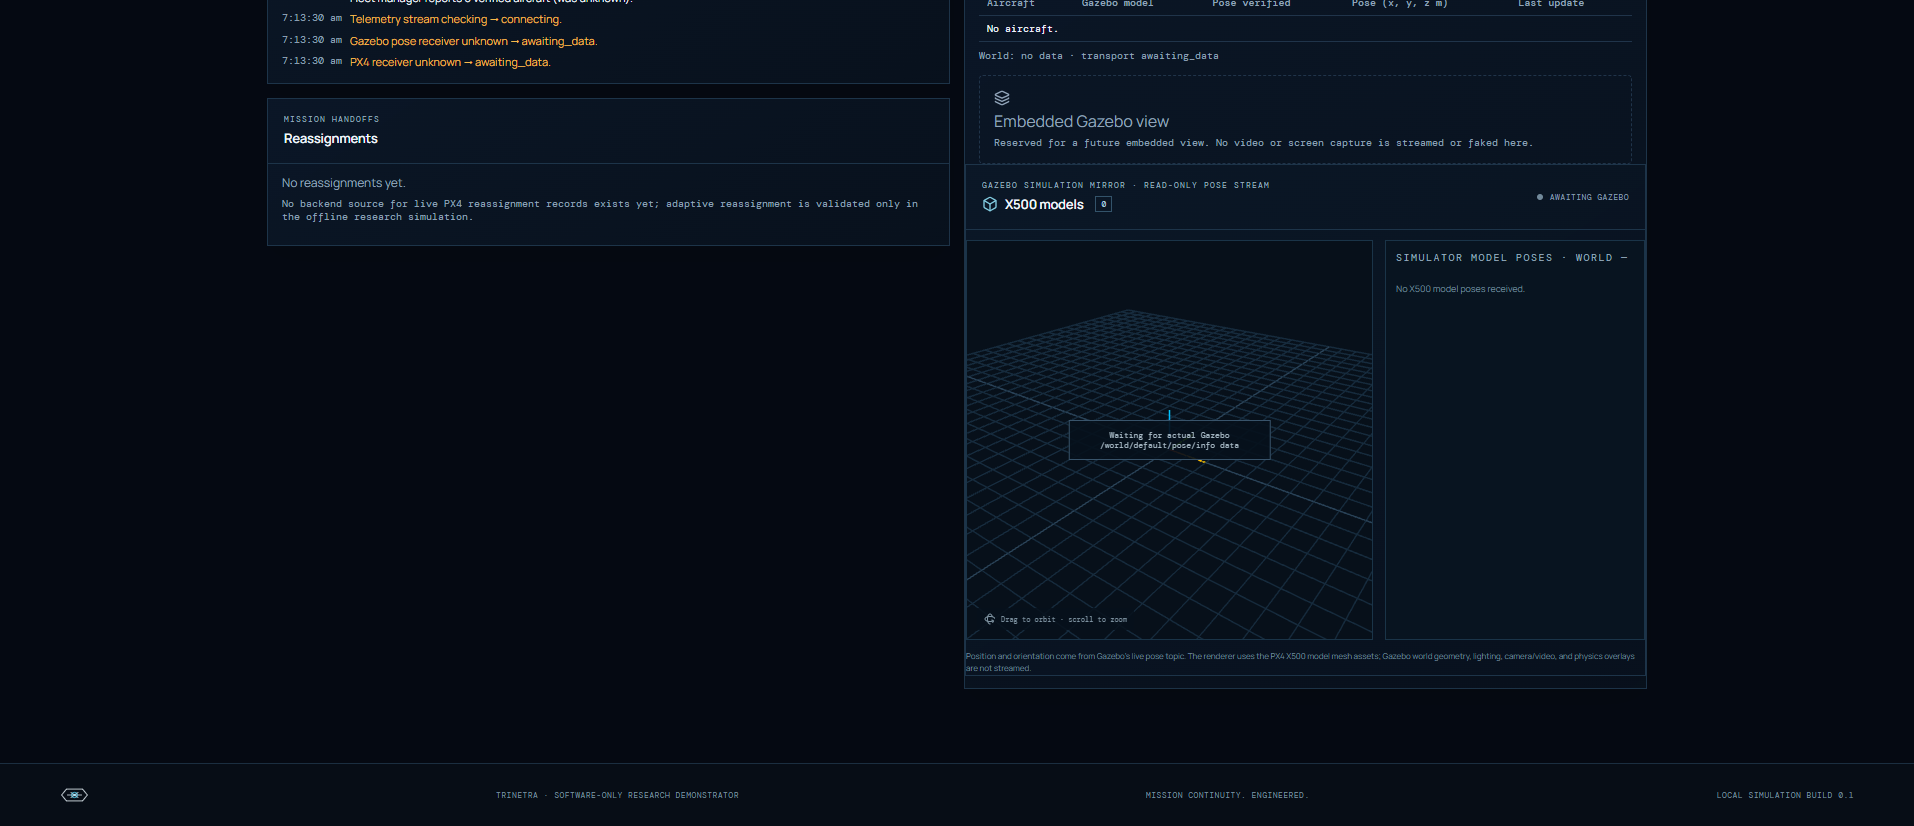 Fleet manager reports 0 verified aircraft (was unknown).
7:13:30 am Telemetry stream checking → connecting.
7:13:30 am Gazebo pose receiver unknown → awaiting_data.
7:13:30 am PX4 receiver unknown → awaiting_data.
MISSION HANDOFFS
Reassignments
No reassignments yet.
No backend source for live PX4 reassignment records exists yet; adaptive reassignment is validated only in
the offline research simulation.
Aircraft Gazebo model Pose verified Pose (x, y, z m) Last update
No aircraft.
World: no data · transport awaiting_data
Embedded Gazebo view
Reserved for a future embedded view. No video or screen capture is streamed or faked here.
GAZEBO SIMULATION MIRROR · READ-ONLY POSE STREAM
X500 models 0
AWAITING GAZEBO
Waiting for actual Gazebo
/world/default/pose/info data
Drag to orbit · scroll to zoom
SIMULATOR MODEL POSES · WORLD —
No X500 model poses received.
Position and orientation come from Gazebo's live pose topic. The renderer uses the PX4 X500 model mesh assets; Gazebo world geometry, lighting, camera/video, and physics overlays
are not streamed.
TRINETRA · SOFTWARE-ONLY RESEARCH DEMONSTRATOR
MISSION CONTINUITY. ENGINEERED.
LOCAL SIMULATION BUILD 0.1